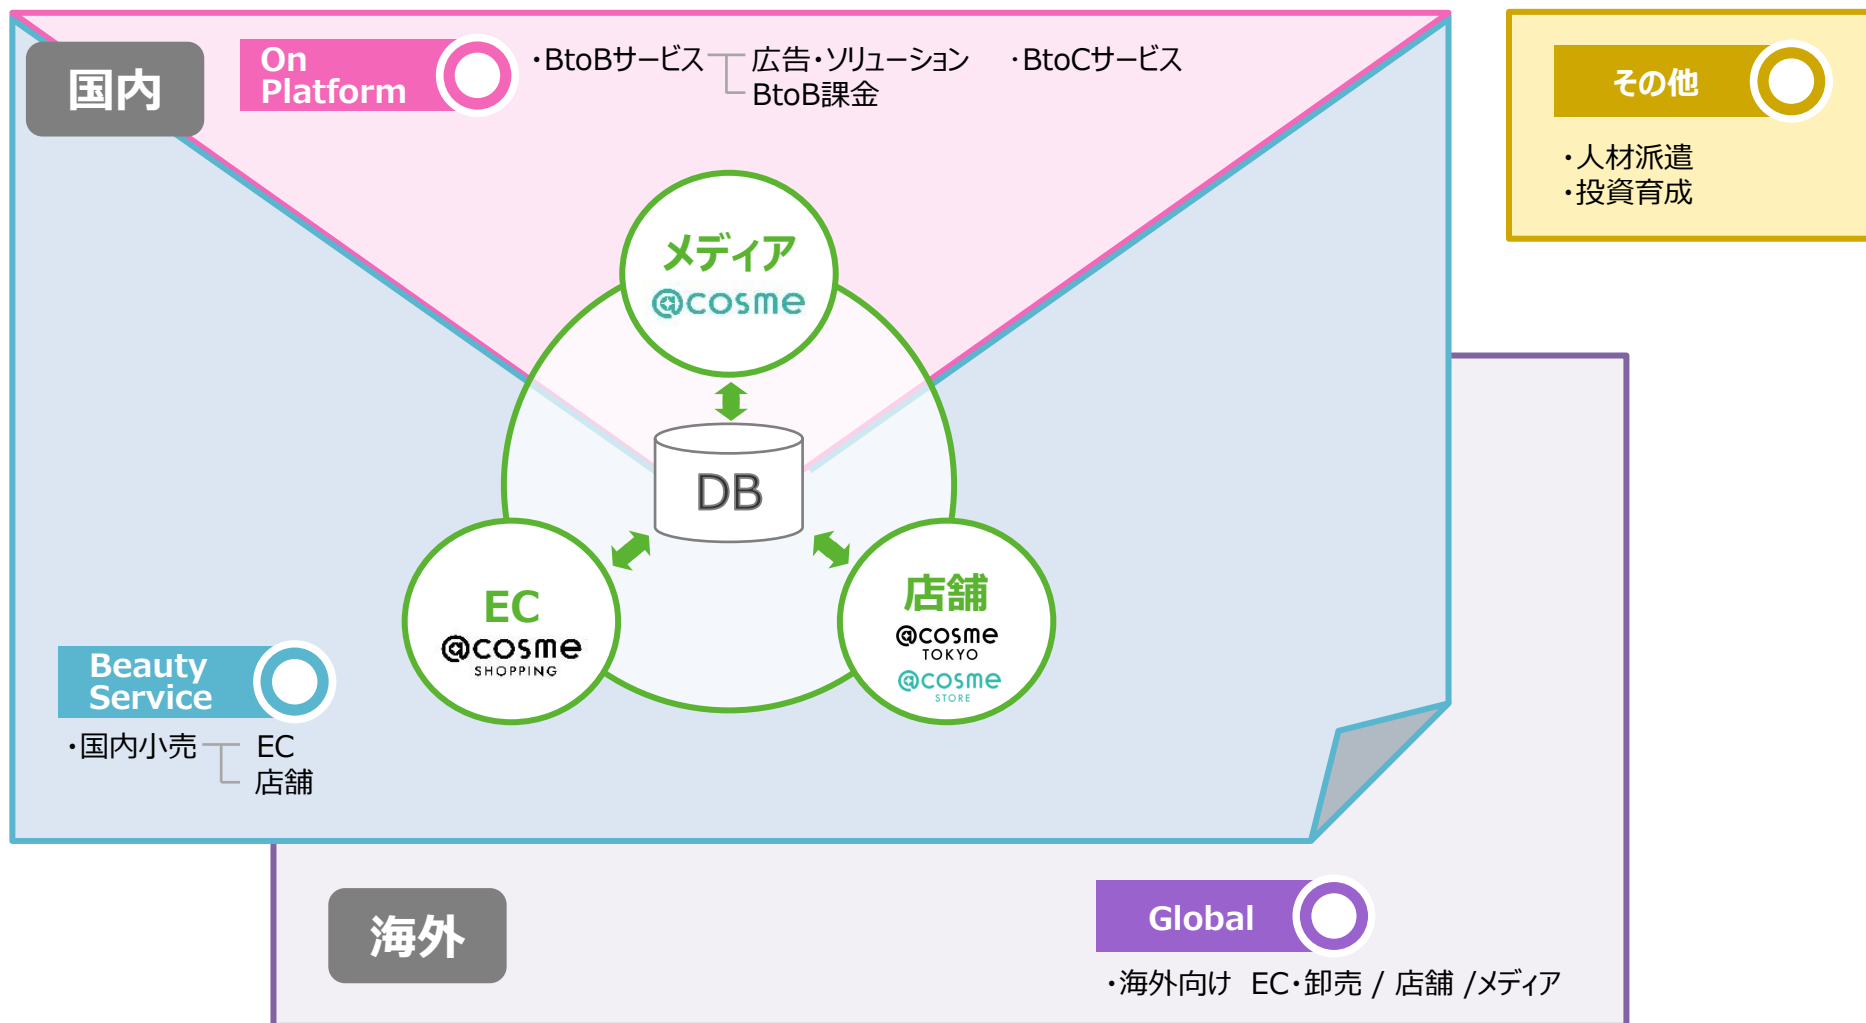 国内
On
Platform
・BtoBサービス 広告・ソリューション ・BtoCサービス
BtoB課金
その他
・人材派遣
・投資育成
メディア
@cosme
DB
EC
@cosme
SHOPPING
店舗
@cosme
TOKYO
@cosme
STORE
Beauty
Service
・国内小売 EC
店舗
海外
Global
・海外向け EC・卸売 / 店舗 /メディア